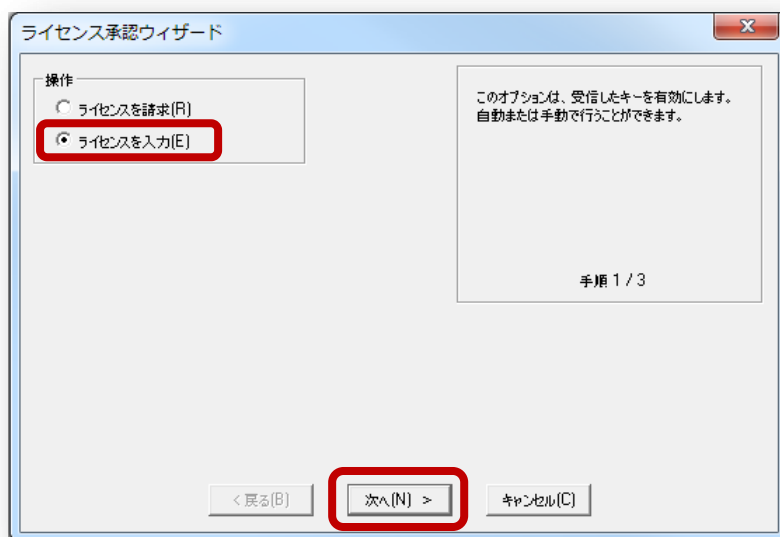 ライセンス承認ウィザード
操作
ライセンスを請求(R)
ライセンスを入力(E)
このオプションは、受信したキーを有効にします。
自動または手動で行うことができます。
手順 1 / 3
< 戻る(B)
次へ(N) >
キャンセル(C)